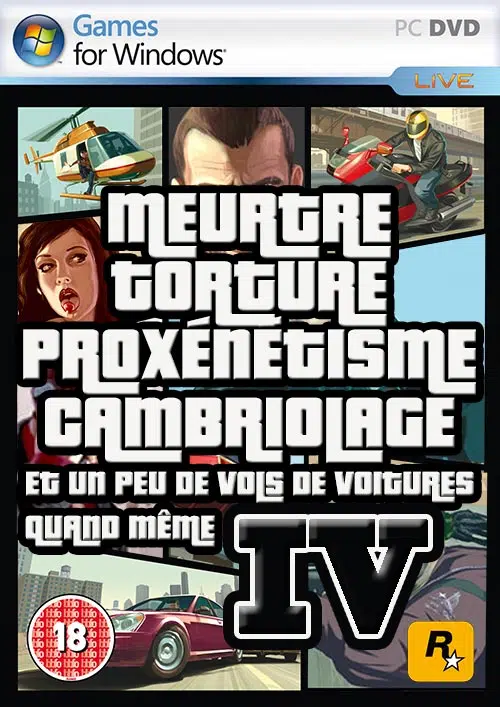 Games
for Windows®
PC DVD
LIVE
MEURTRE
TORTURE
PROXÉNÉTISME
CAMBRIOLAGE
ET UN PEU DE VOLS DE VOITURES
QUAND MÊME
IV
18
R